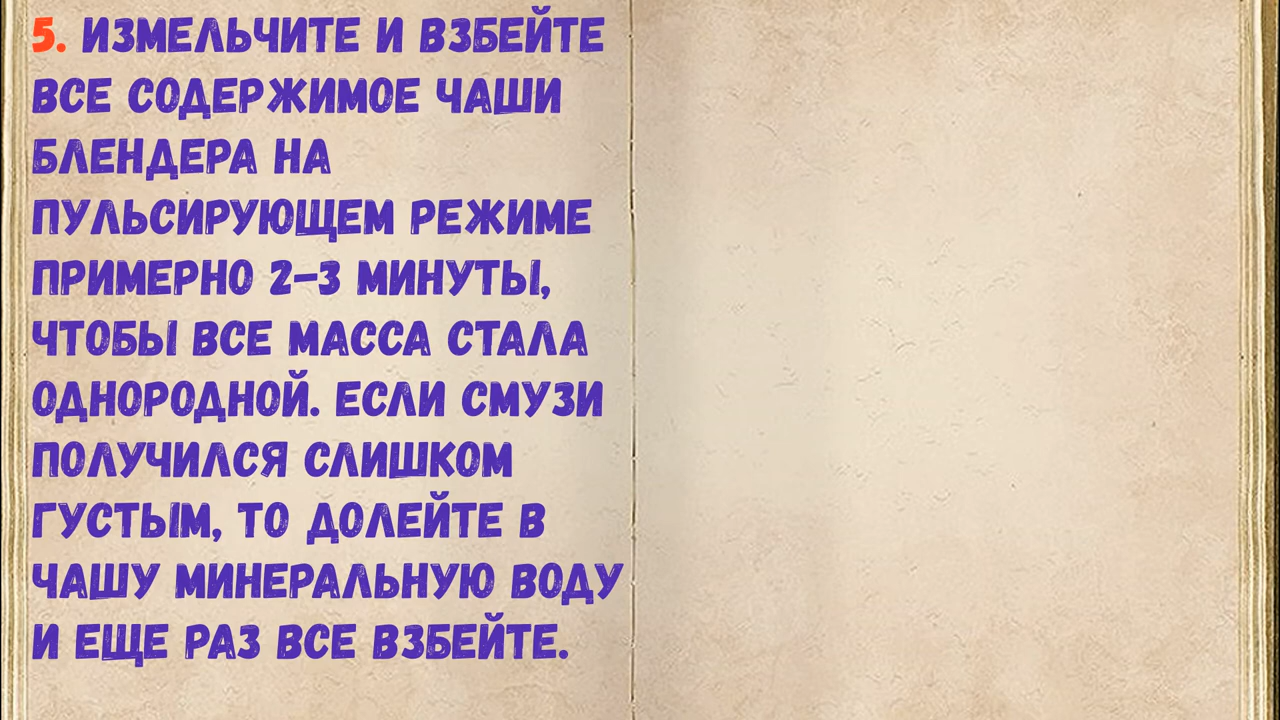 5. ИЗМЕЛЬЧИТЕ И ВЗБЕЙТЕ
ВСЕ СОДЕРЖИМОЕ ЧАШИ
БЛЕНДЕРА НА
ПУЛЬСИРУЮЩЕМ РЕЖИМЕ
ПРИМЕРНО 2-3 МИНУТЫ,
ЧТОБЫ ВСЕ МАССА СТАЛА
ОДНОРОДНОЙ. ЕСЛИ СМУЗИ
ПОЛУЧИЛСЯ СЛИШКОМ
ГУСТЫМ, ТО ДОЛЕЙТЕ В
ЧАШУ МИНЕРАЛЬНУЮ ВОДУ
И ЕЩЕ РАЗ ВСЕ ВЗБЕЙТЕ.